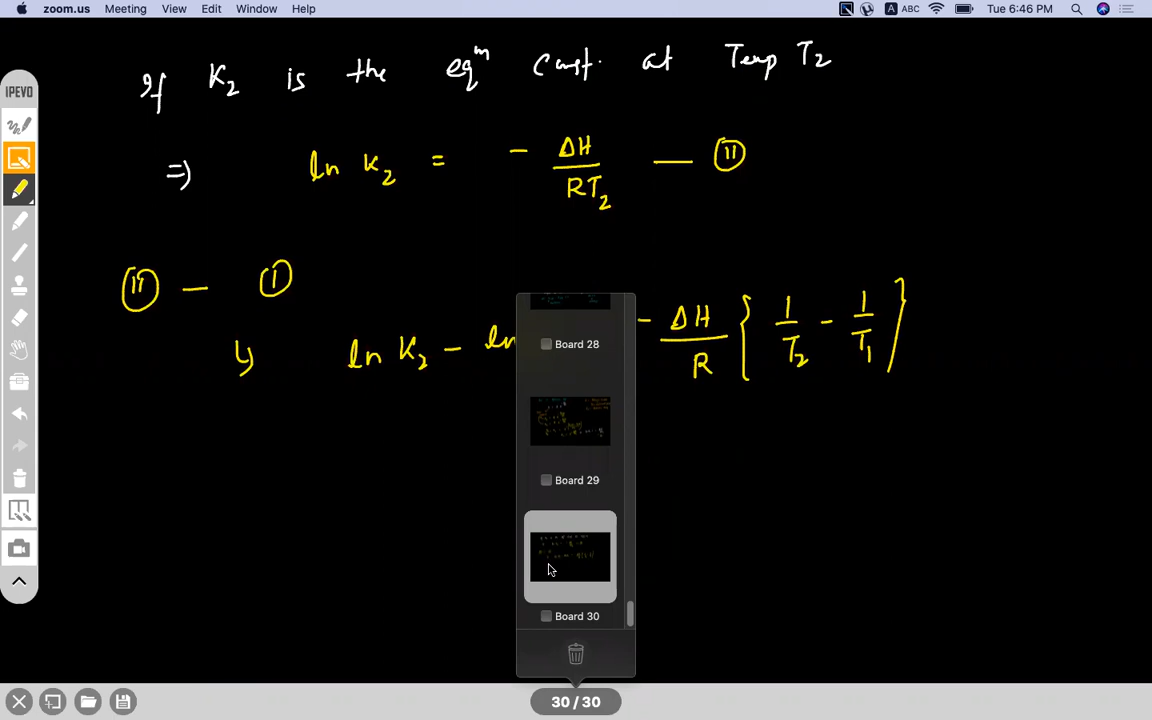 zoom.us Meeting View Edit Window Help ABC Tue 6:46 PM
IPEVO
If K₂ is the eqᵐ Const. at Temp T₂
=> ln K₂ = - ΔH/RT₂ — (II)
(II) - (I)
↳ ln K₂ - ln - ΔH/R { 1/T₂ - 1/T₁ }
Board 28
Board 29
Board 30
30 / 30